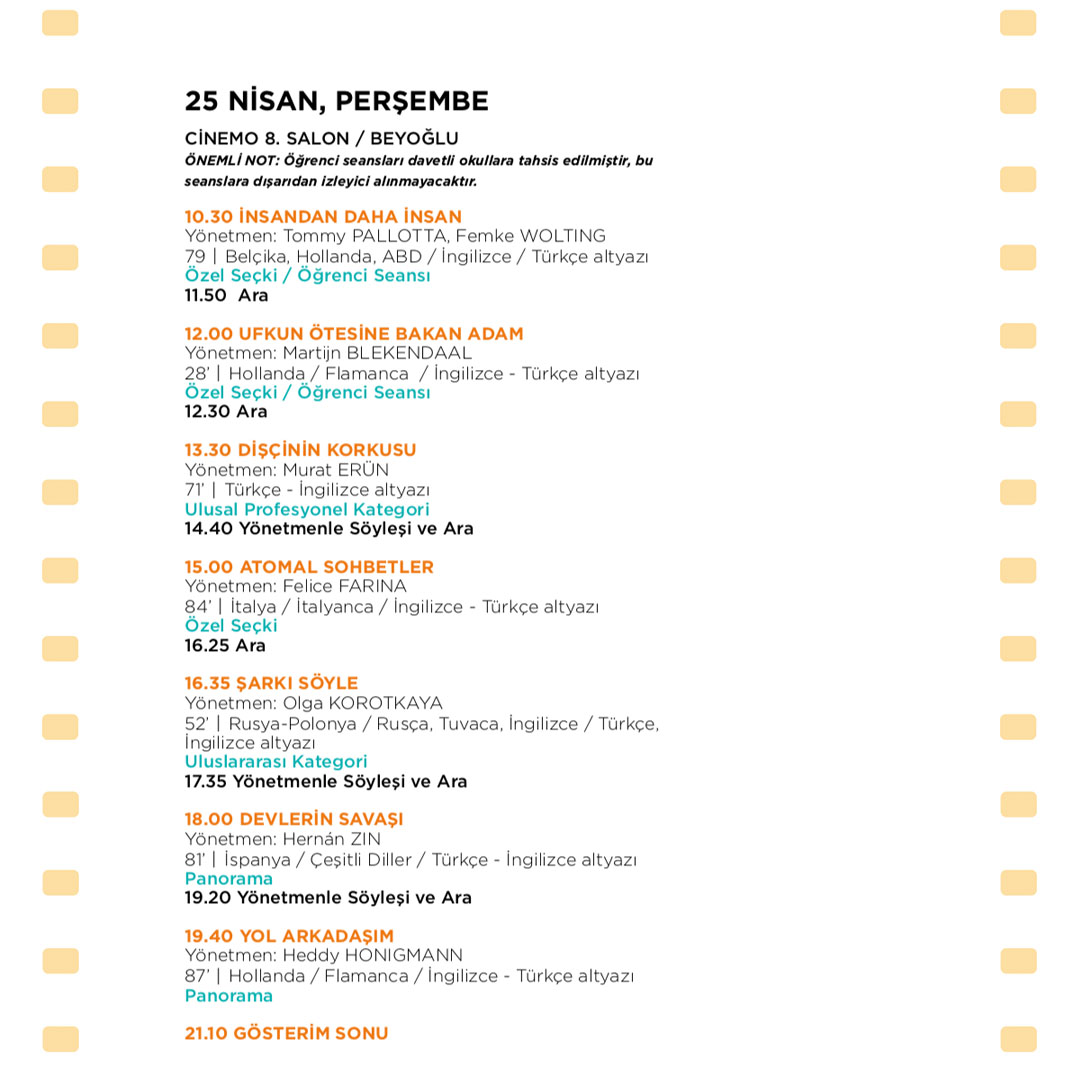 25 NİSAN, PERŞEMBE
CİNEMO 8. SALON / BEYOĞLU
ÖNEMLİ NOT: Öğrenci seansları davetli okullara tahsis edilmiştir, bu
seanslara dışarıdan izleyici alınmayacaktır.
10.30 İNSANDAN DAHA İNSAN
Yönetmen: Tommy PALLOTTA, Femke WOLTING
79 | Belçika, Hollanda, ABD / İngilizce / Türkçe altyazı
Özel Seçki / Öğrenci Seansı
11.50  Ara
12.00 UFKUN ÖTESİNE BAKAN ADAM
Yönetmen: Martijn BLEKENDAAL
28’ | Hollanda / Flamanca  / İngilizce - Türkçe altyazı
Özel Seçki / Öğrenci Seansı
12.30 Ara
13.30 DİŞÇİNİN KORKUSU
Yönetmen: Murat ERÜN
71’ | Türkçe - İngilizce altyazı
Ulusal Profesyonel Kategori
14.40 Yönetmenle Söyleşi ve Ara
15.00 ATOMAL SOHBETLER
Yönetmen: Felice FARINA
84’ | İtalya / İtalyanca / İngilizce - Türkçe altyazı
Özel Seçki
16.25 Ara
16.35 ŞARKI SÖYLE
Yönetmen: Olga KOROTKAYA
52’ | Rusya-Polonya / Rusça, Tuvaca, İngilizce / Türkçe,
İngilizce altyazı
Uluslararası Kategori
17.35 Yönetmenle Söyleşi ve Ara
18.00 DEVLERİN SAVAŞI
Yönetmen: Hernán ZIN
81’ | İspanya / Çeşitli Diller / Türkçe - İngilizce altyazı
Panorama
19.20 Yönetmenle Söyleşi ve Ara
19.40 YOL ARKADAŞIM
Yönetmen: Heddy HONIGMANN
87’ | Hollanda / Flamanca / İngilizce - Türkçe altyazı
Panorama
21.10 GÖSTERİM SONU